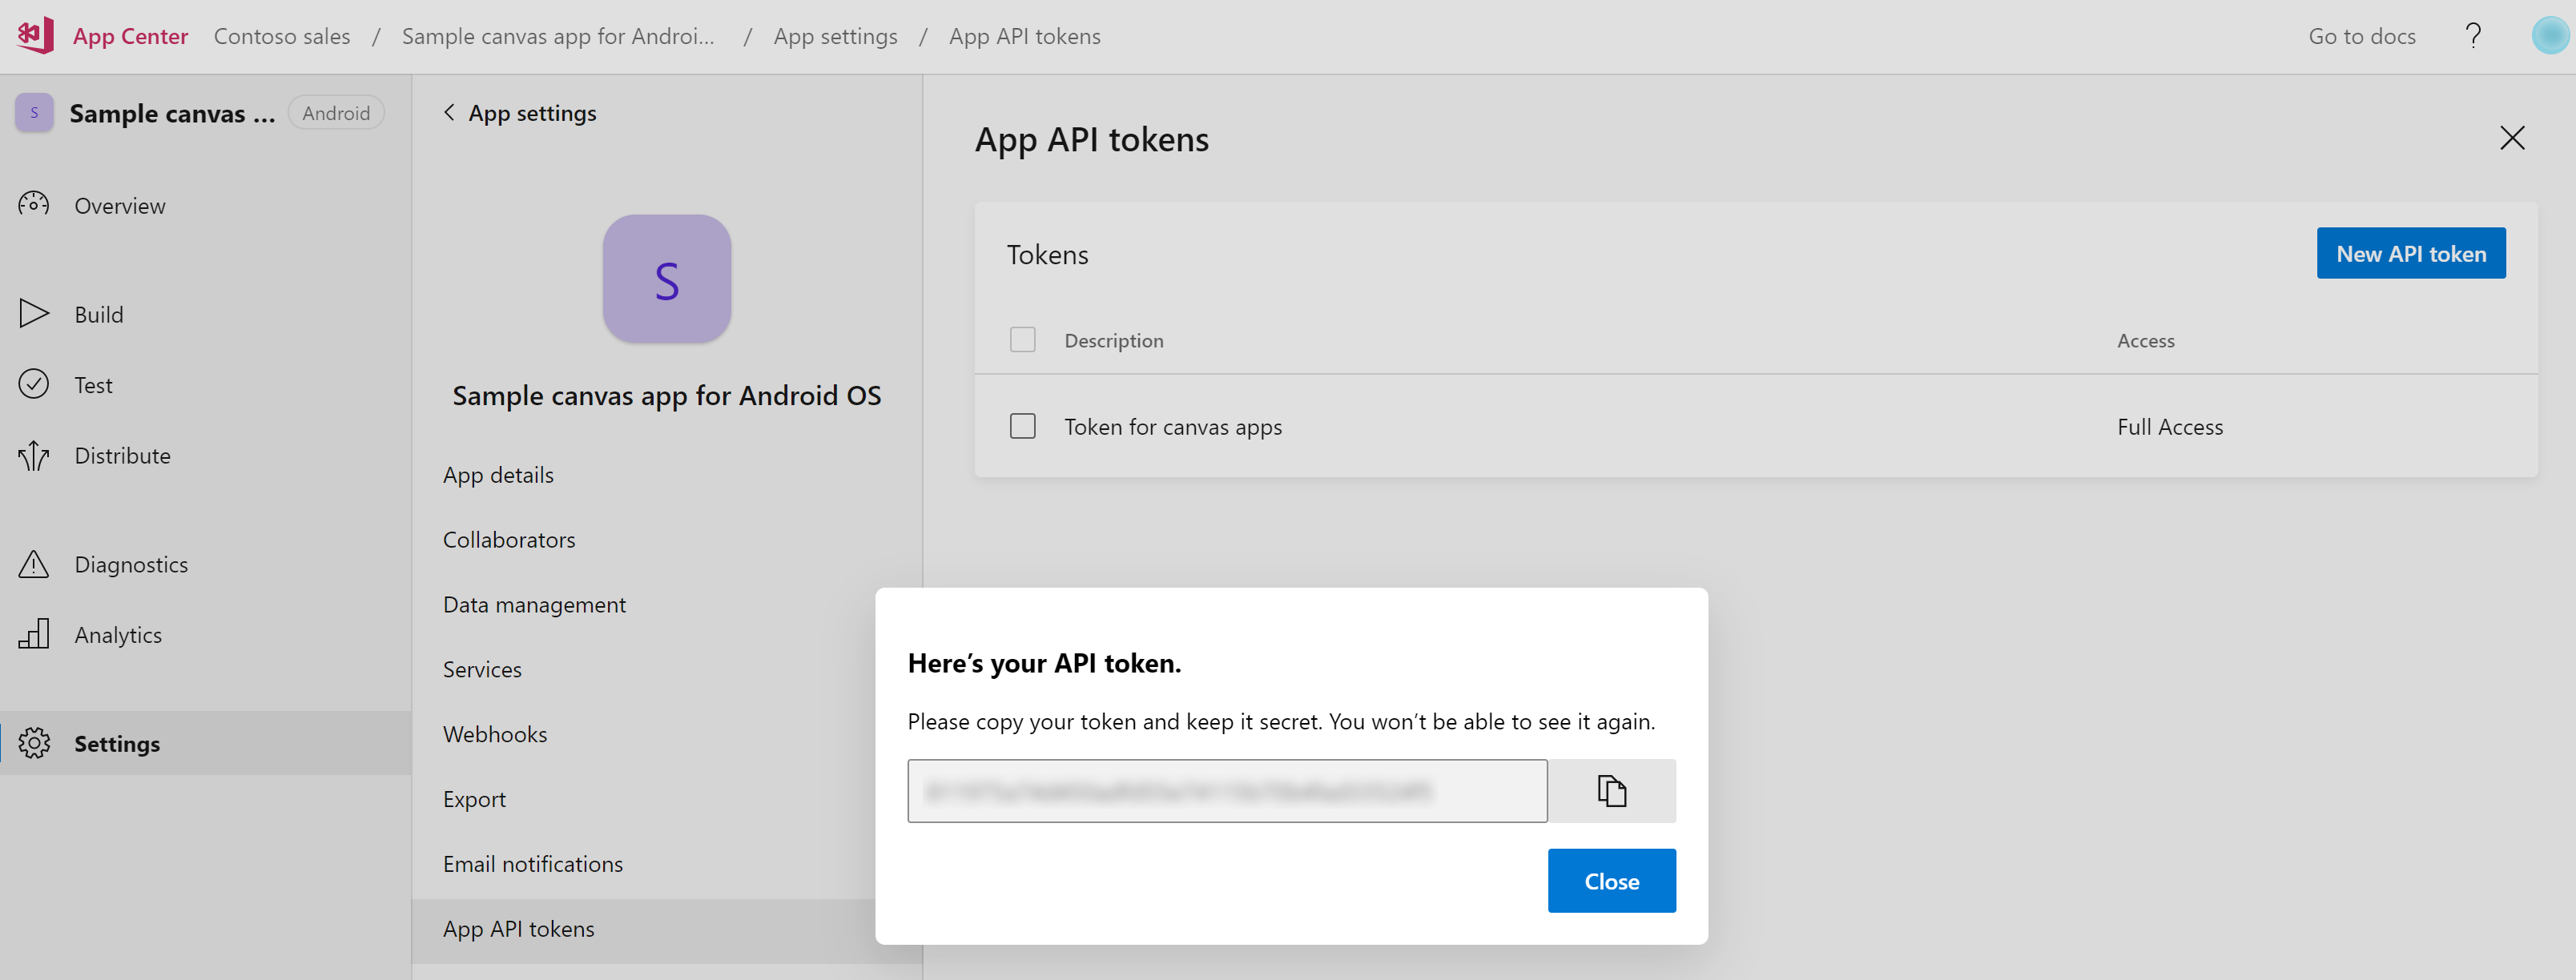 App Center Contoso sales / Sample canvas app for Androi... / App settings / App API tokens Go to docs ?
S Sample canvas ... Android
Overview
Build
Test
Distribute
Diagnostics
Analytics
Settings
< App settings
S
Sample canvas app for Android OS
App details
Collaborators
Data management
Services
Webhooks
Export
Email notifications
App API tokens
App API tokens
Tokens New API token
Description Access
Token for canvas apps Full Access
Here’s your API token.
Please copy your token and keep it secret. You won’t be able to see it again.
Close